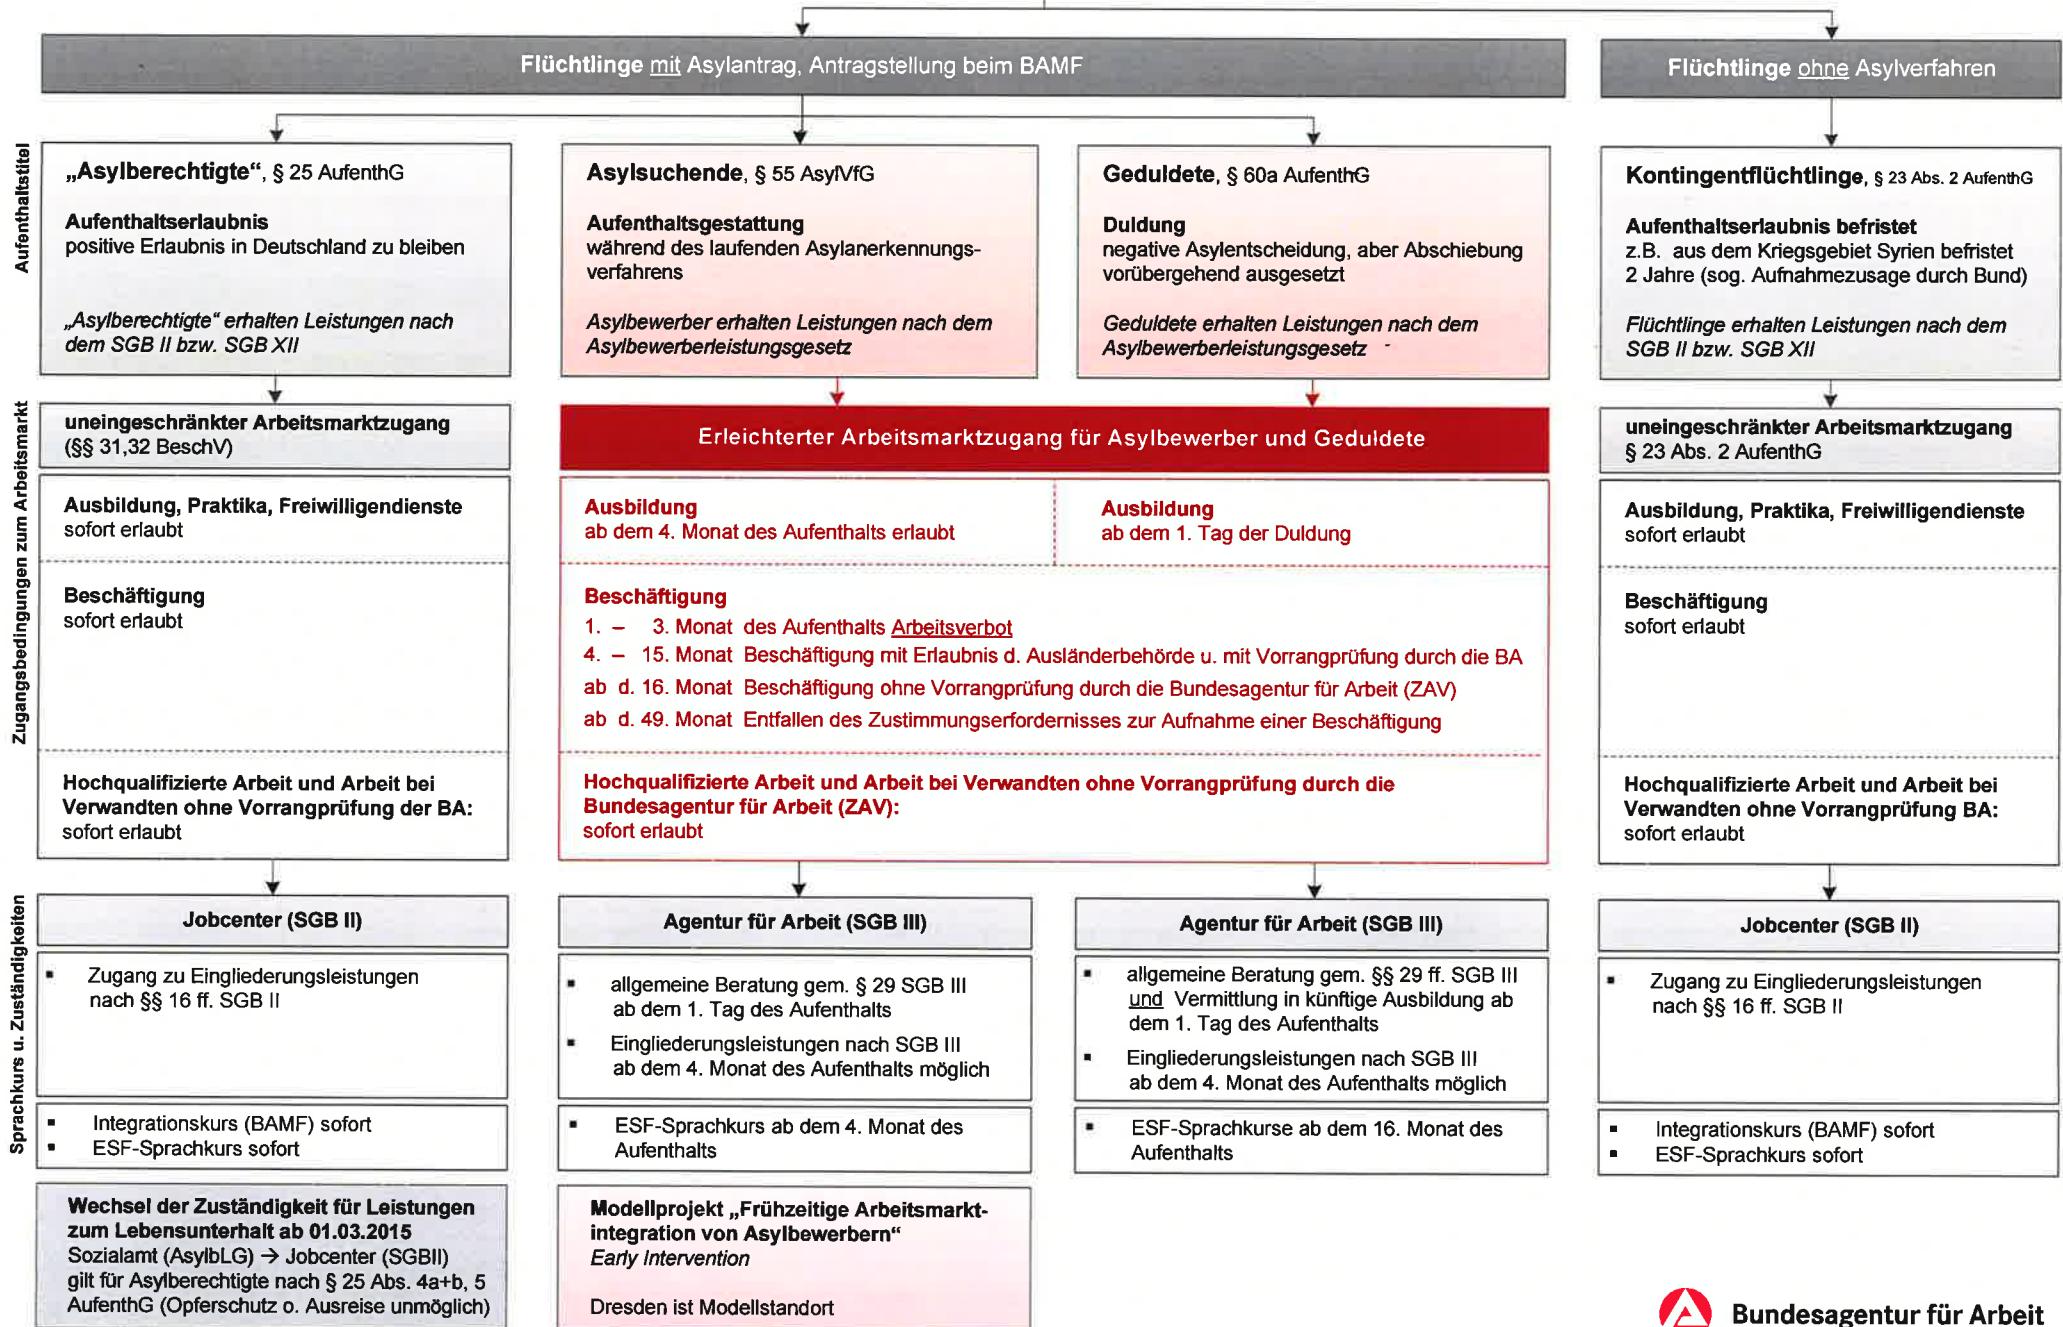 Flüchtlinge mit Asylantrag, Antragstellung beim BAMF
Flüchtlinge ohne Asylverfahren
Aufenthaltstitel
„Asylberechtigte“, § 25 AufenthG
Aufenthaltserlaubnis
positive Erlaubnis in Deutschland zu bleiben
„Asylberechtigte“ erhalten Leistungen nach
dem SGB II bzw. SGB XII
Asylsuchende, § 55 AsylVfG
Aufenthaltsgestattung
während des laufenden Asylanerkennungs-
verfahrens
Asylbewerber erhalten Leistungen nach dem
Asylbewerberleistungsgesetz
Geduldete, § 60a AufenthG
Duldung
negative Asylentscheidung, aber Abschiebung
vorübergehend ausgesetzt
Geduldete erhalten Leistungen nach dem
Asylbewerberleistungsgesetz
Kontingentflüchtlinge, § 23 Abs. 2 AufenthG
Aufenthaltserlaubnis befristet
z.B. aus dem Kriegsgebiet Syrien befristet
2 Jahre (sog. Aufnahmezusage durch Bund)
Flüchtlinge erhalten Leistungen nach dem
SGB II bzw. SGB XII
Zugangsbedingungen zum Arbeitsmarkt
uneingeschränkter Arbeitsmarktzugang
(§§ 31,32 BeschV)
Ausbildung, Praktika, Freiwilligendienste
sofort erlaubt
Beschäftigung
sofort erlaubt
Hochqualifizierte Arbeit und Arbeit bei
Verwandten ohne Vorrangprüfung der BA:
sofort erlaubt
Erleichterter Arbeitsmarktzugang für Asylbewerber und Geduldete
Ausbildung
ab dem 4. Monat des Aufenthalts erlaubt
Ausbildung
ab dem 1. Tag der Duldung
Beschäftigung
1. – 3. Monat des Aufenthalts Arbeitsverbot
4. – 15. Monat Beschäftigung mit Erlaubnis d. Ausländerbehörde u. mit Vorrangprüfung durch die BA
ab d. 16. Monat Beschäftigung ohne Vorrangprüfung durch die Bundesagentur für Arbeit (ZAV)
ab d. 49. Monat Entfallen des Zustimmungserfordernisses zur Aufnahme einer Beschäftigung
Hochqualifizierte Arbeit und Arbeit bei Verwandten ohne Vorrangprüfung durch die
Bundesagentur für Arbeit (ZAV):
sofort erlaubt
uneingeschränkter Arbeitsmarktzugang
§ 23 Abs. 2 AufenthG
Ausbildung, Praktika, Freiwilligendienste
sofort erlaubt
Beschäftigung
sofort erlaubt
Hochqualifizierte Arbeit und Arbeit bei
Verwandten ohne Vorrangprüfung BA:
sofort erlaubt
Sprachkurs u. Zuständigkeiten
Jobcenter (SGB II)
▪ Zugang zu Eingliederungsleistungen
nach §§ 16 ff. SGB II
▪ Integrationskurs (BAMF) sofort
▪ ESF-Sprachkurs sofort
Agentur für Arbeit (SGB III)
▪ allgemeine Beratung gem. § 29 SGB III
ab dem 1. Tag des Aufenthalts
▪ Eingliederungsleistungen nach SGB III
ab dem 4. Monat des Aufenthalts möglich
▪ ESF-Sprachkurs ab dem 4. Monat des
Aufenthalts
Agentur für Arbeit (SGB III)
▪ allgemeine Beratung gem. §§ 29 ff. SGB III
und Vermittlung in künftige Ausbildung ab
dem 1. Tag des Aufenthalts
▪ Eingliederungsleistungen nach SGB III
ab dem 4. Monat des Aufenthalts möglich
▪ ESF-Sprachkurse ab dem 16. Monat des
Aufenthalts
Jobcenter (SGB II)
▪ Zugang zu Eingliederungsleistungen
nach §§ 16 ff. SGB II
▪ Integrationskurs (BAMF) sofort
▪ ESF-Sprachkurs sofort
Wechsel der Zuständigkeit für Leistungen
zum Lebensunterhalt ab 01.03.2015
Sozialamt (AsylbLG) → Jobcenter (SGBII)
gilt für Asylberechtigte nach § 25 Abs. 4a+b, 5
AufenthG (Opferschutz o. Ausreise unmöglich)
Modellprojekt „Frühzeitige Arbeitsmarkt-
integration von Asylbewerbern“
Early Intervention
Dresden ist Modellstandort
Bundesagentur für Arbeit